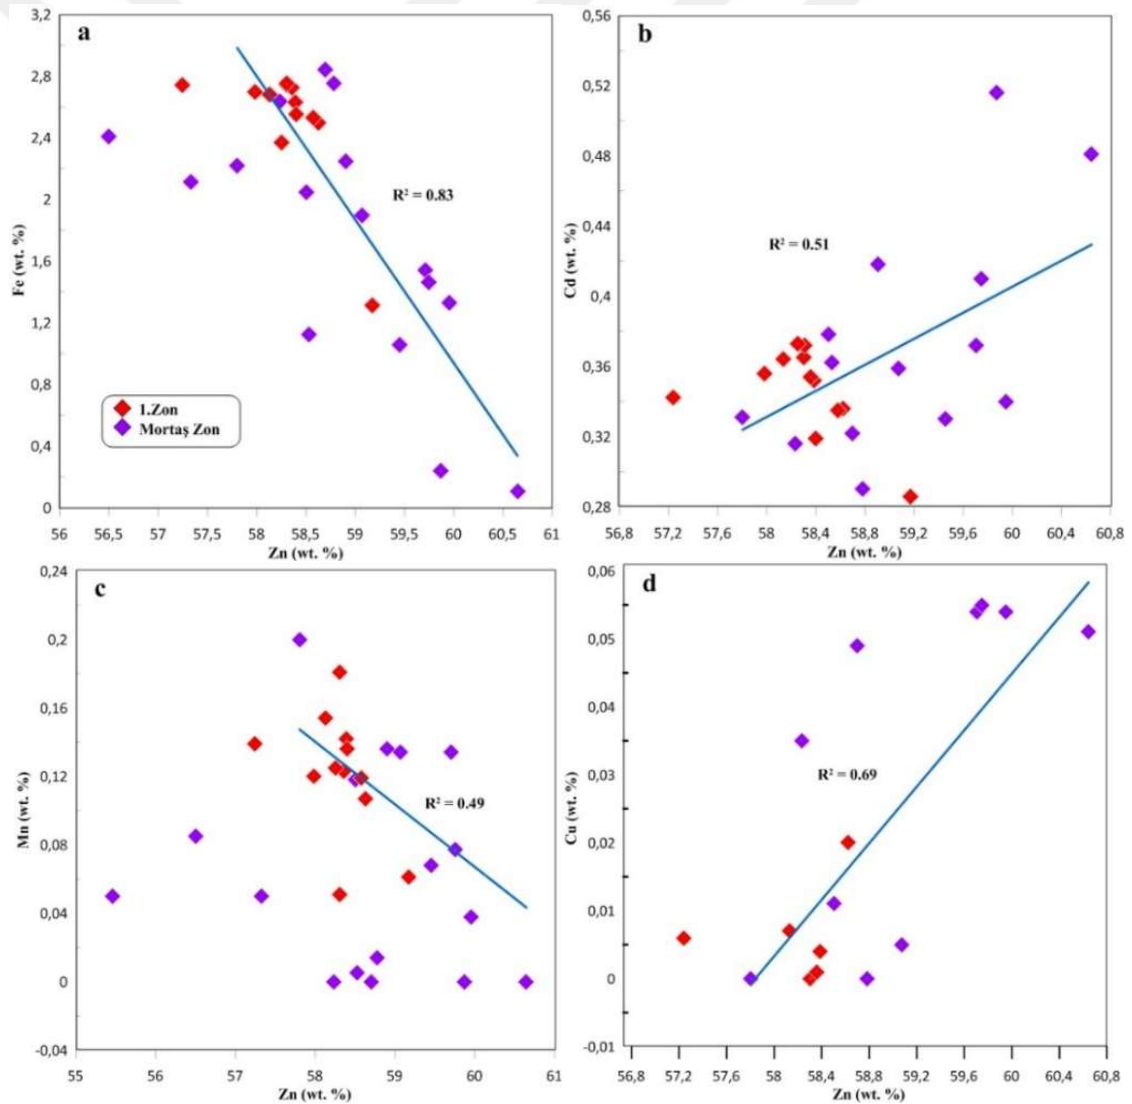 a
3,2
2,8
2,4
2
1,6
1,2
0,8
0,4
0
Fe (wt. %)
R² = 0.83
1.Zon
Mortaş Zon
56 56,5 57 57,5 58 58,5 59 59,5 60 60,5 61
Zn (wt. %)
b
0,56
0,52
0,48
0,44
0,4
0,36
0,32
0,28
Cd (wt. %)
R² = 0.51
56,8 57,2 57,6 58 58,4 58,8 59,2 59,6 60 60,4 60,8
Zn (wt. %)
c
0,24
0,2
0,16
0,12
0,08
0,04
0
-0,04
Mn (wt. %)
R² = 0.49
55 56 57 58 59 60 61
Zn (wt. %)
d
0,06
0,05
0,04
0,03
0,02
0,01
0
-0,01
Cu (wt. %)
R² = 0.69
56,8 57,2 57,6 58 58,4 58,8 59,2 59,6 60 60,4 60,8
Zn (wt. %)